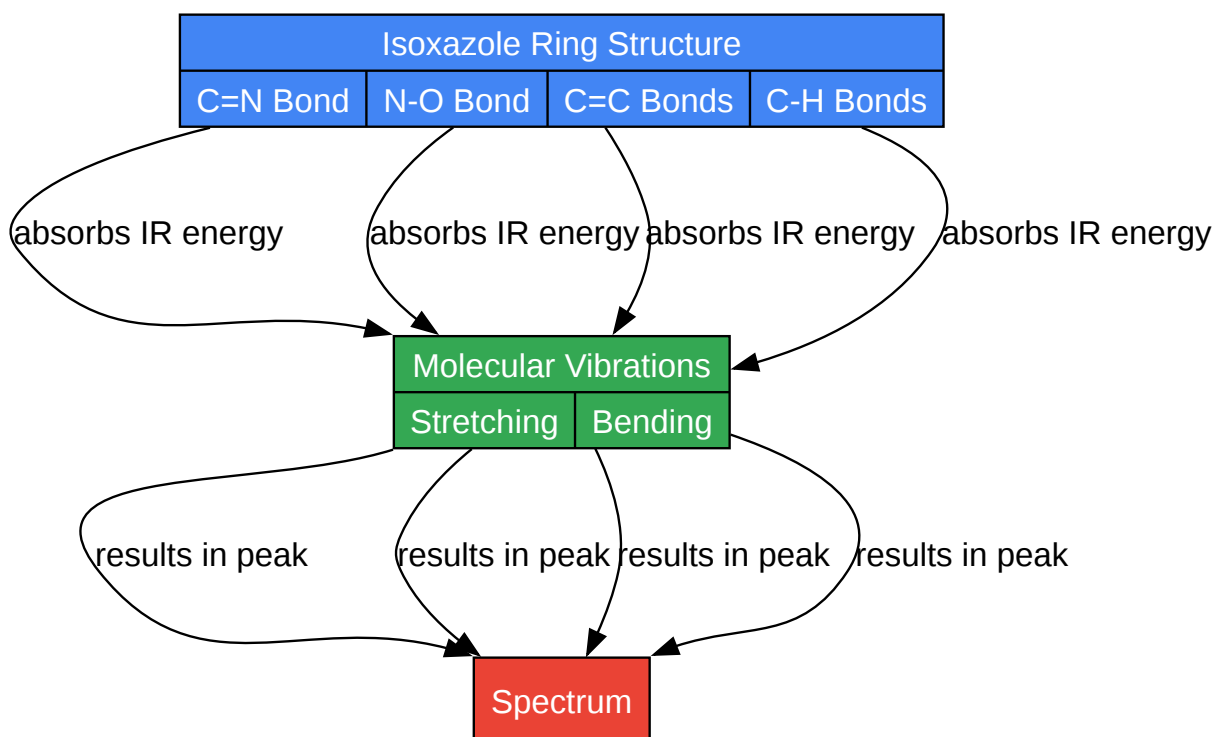 Isoxazole Ring Structure
C=N Bond N-O Bond C=C Bonds C-H Bonds
absorbs IR energy absorbs IR energy absorbs IR energy absorbs IR energy
Molecular Vibrations
Stretching Bending
results in peak results in peak results in peak results in peak
Spectrum